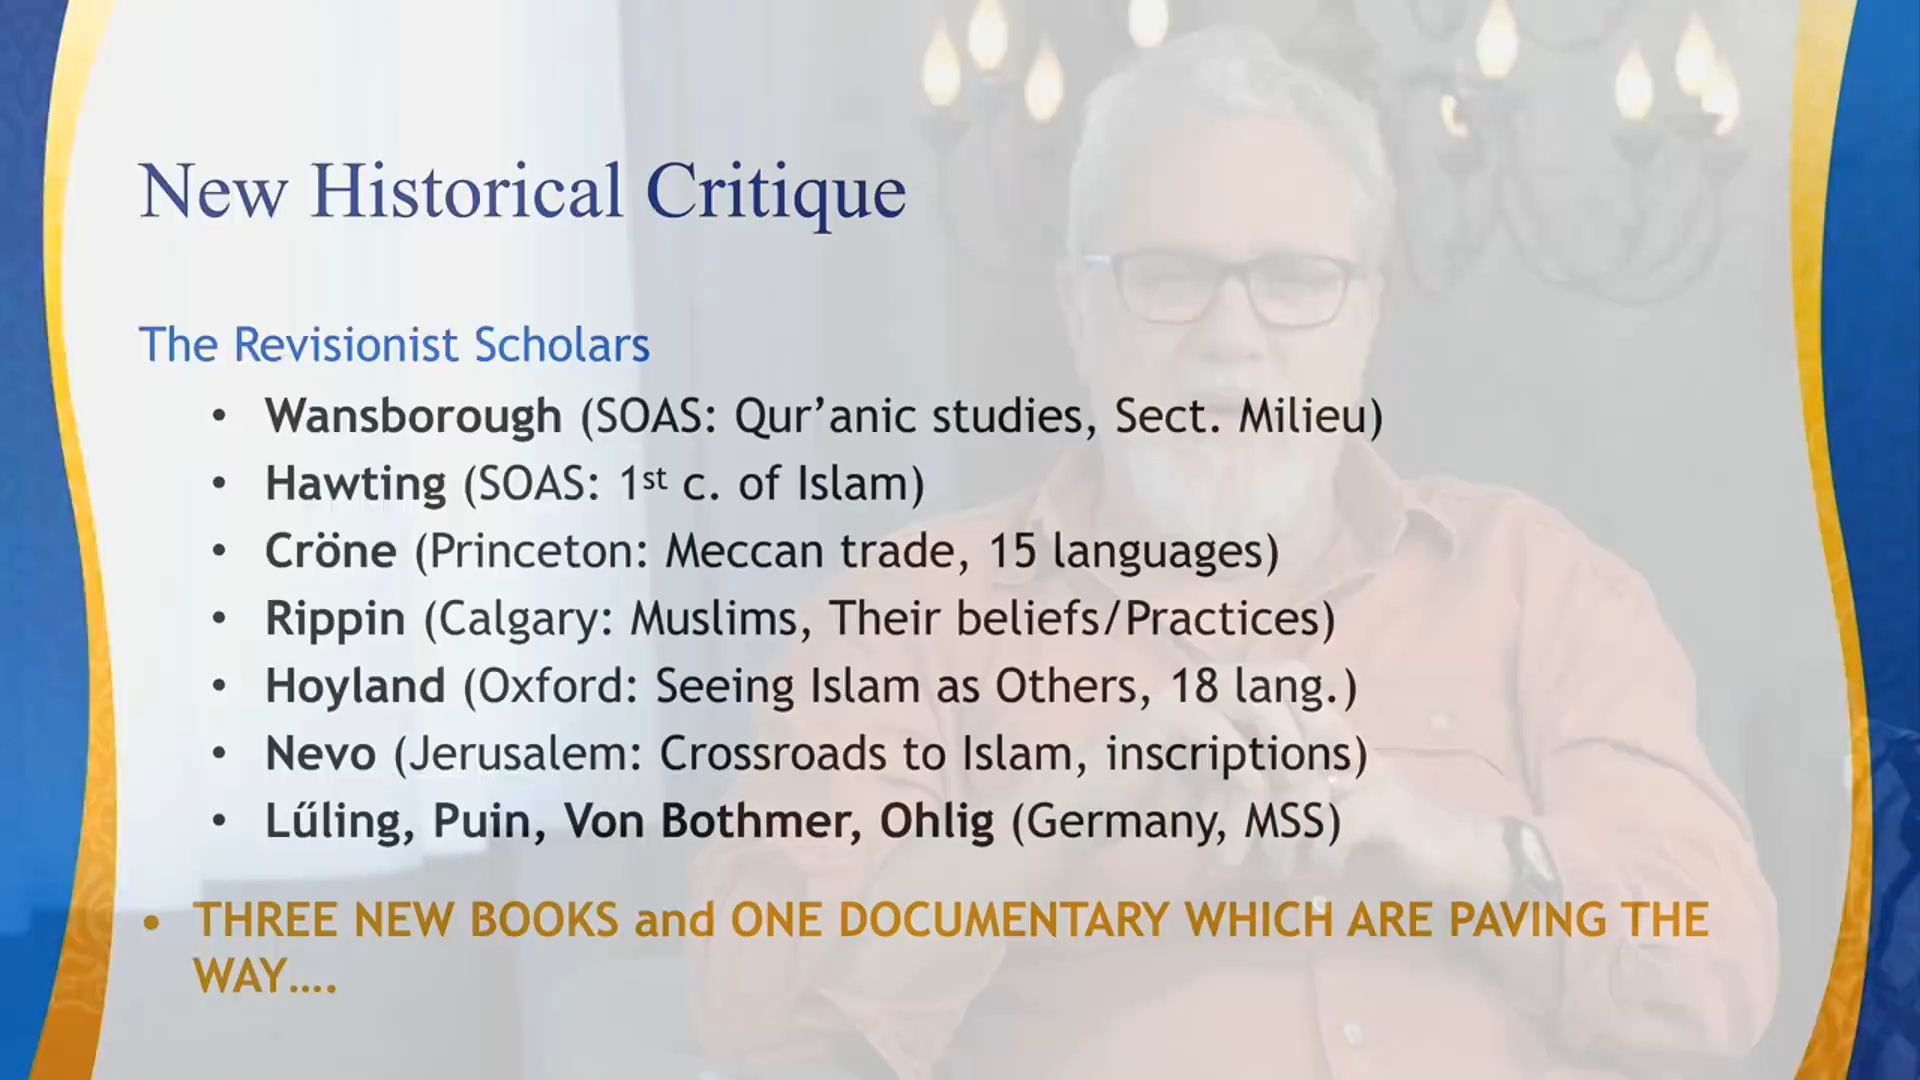 New Historical Critique
The Revisionist Scholars
• Wansborough (SOAS: Qur’anic studies, Sect. Milieu)
• Hawting (SOAS: 1st c. of Islam)
• Cröne (Princeton: Meccan trade, 15 languages)
• Rippin (Calgary: Muslims, Their beliefs/Practices)
• Hoyland (Oxford: Seeing Islam as Others, 18 lang.)
• Nevo (Jerusalem: Crossroads to Islam, inscriptions)
• Lűling, Puin, Von Bothmer, Ohlig (Germany, MSS)
• THREE NEW BOOKS and ONE DOCUMENTARY WHICH ARE PAVING THE
WAY….